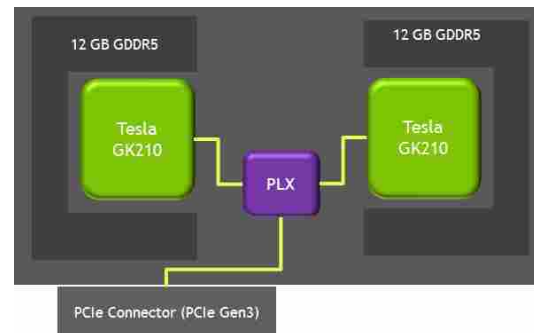 12 GB GDDR5
12 GB GDDR5
Tesla
GK210
Tesla
GK210
PLX
PCIe Connector (PCIe Gen3)